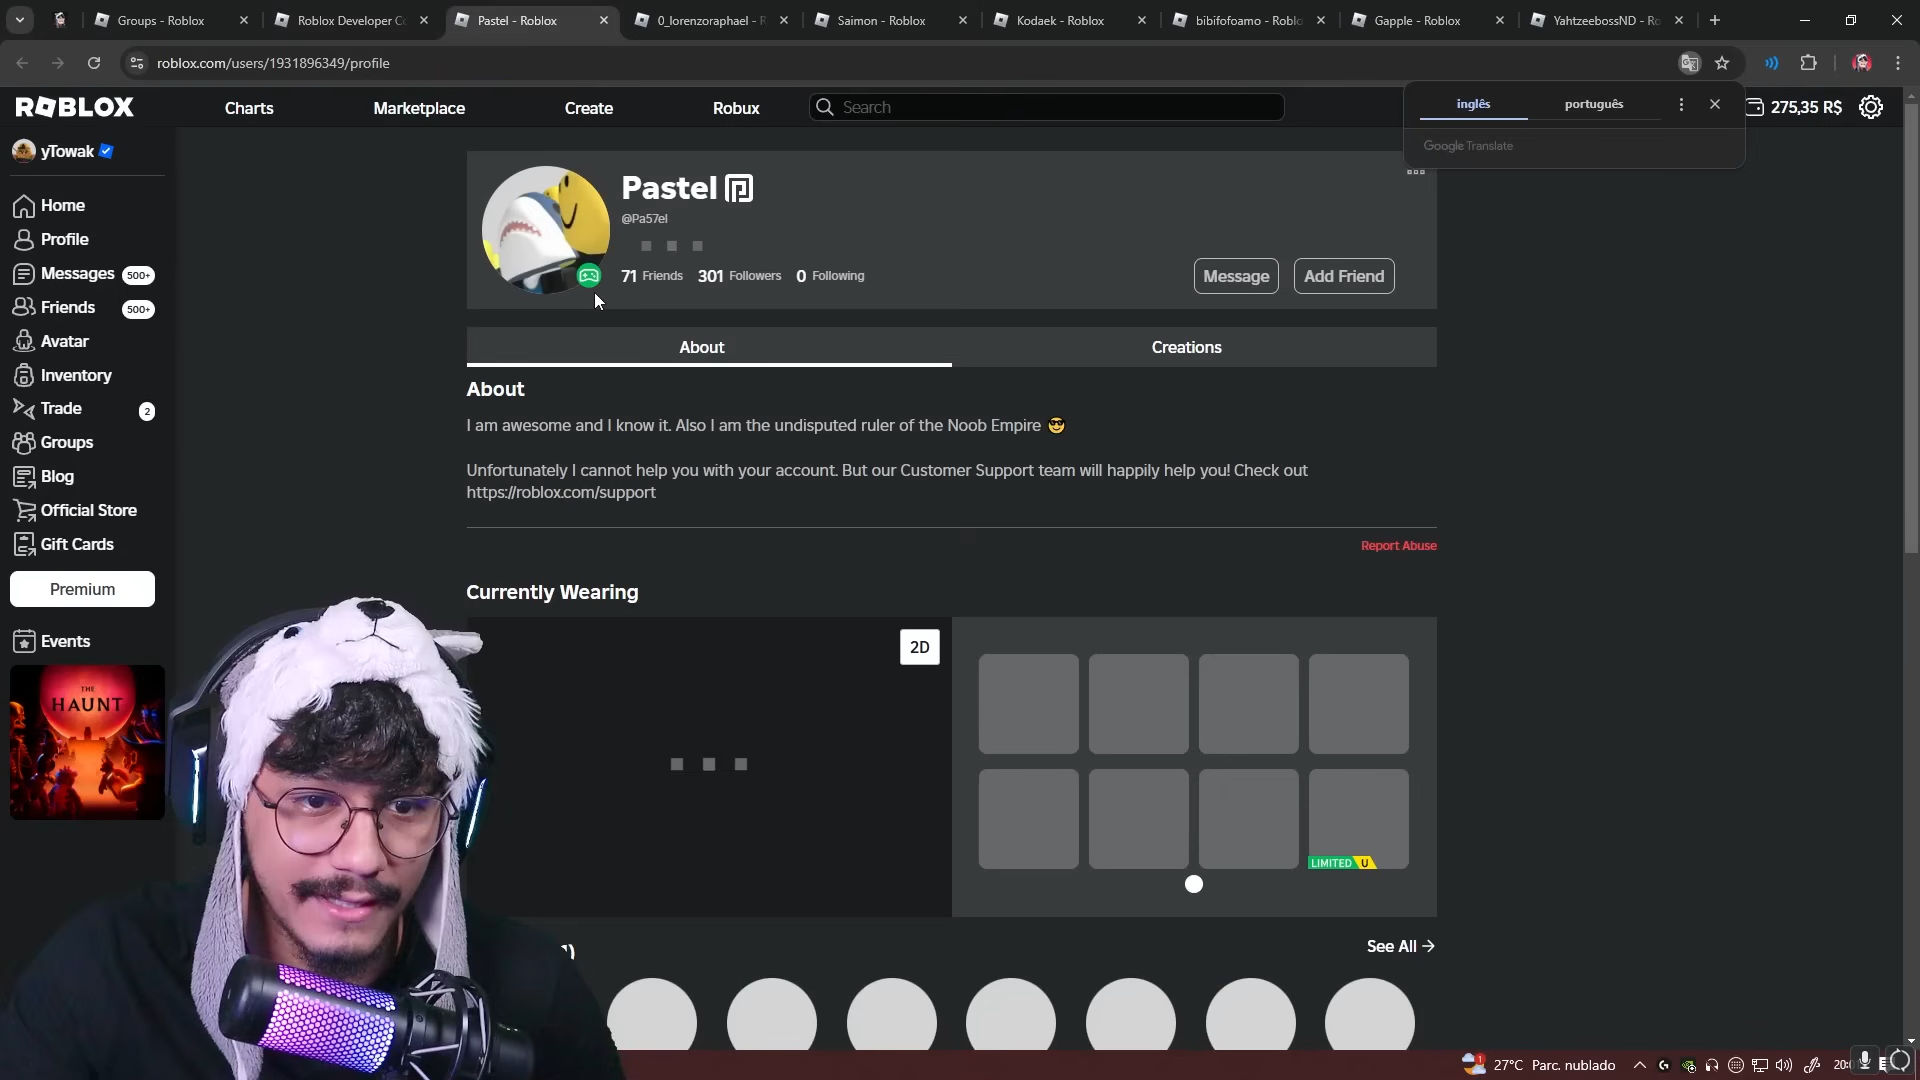 Groups - Roblox
Roblox Developer Co
Pastel - Roblox
0_lorenzoraphael - R
Saimon - Roblox
Kodaek - Roblox
bibifofoamo - Roblo
Gapple - Roblox
YahtzeebossND - Ro
roblox.com/users/1931896349/profile
ROBLOX
Charts
Marketplace
Create
Robux
Search
inglês
português
Google Translate
275,35 R$
yTowak
Home
Profile
Messages 500+
Friends 500+
Avatar
Inventory
Trade 2
Groups
Blog
Official Store
Gift Cards
Premium
Events
THE
HAUNT
Pastel
@Pa57el
71 Friends 301 Followers 0 Following
Message
Add Friend
About
Creations
About
I am awesome and I know it. Also I am the undisputed ruler of the Noob Empire 😎
Unfortunately I cannot help you with your account. But our Customer Support team will happily help you! Check out
https://roblox.com/support
Report Abuse
Currently Wearing
2D
LIMITED U
See All →
27°C Parc. nublado